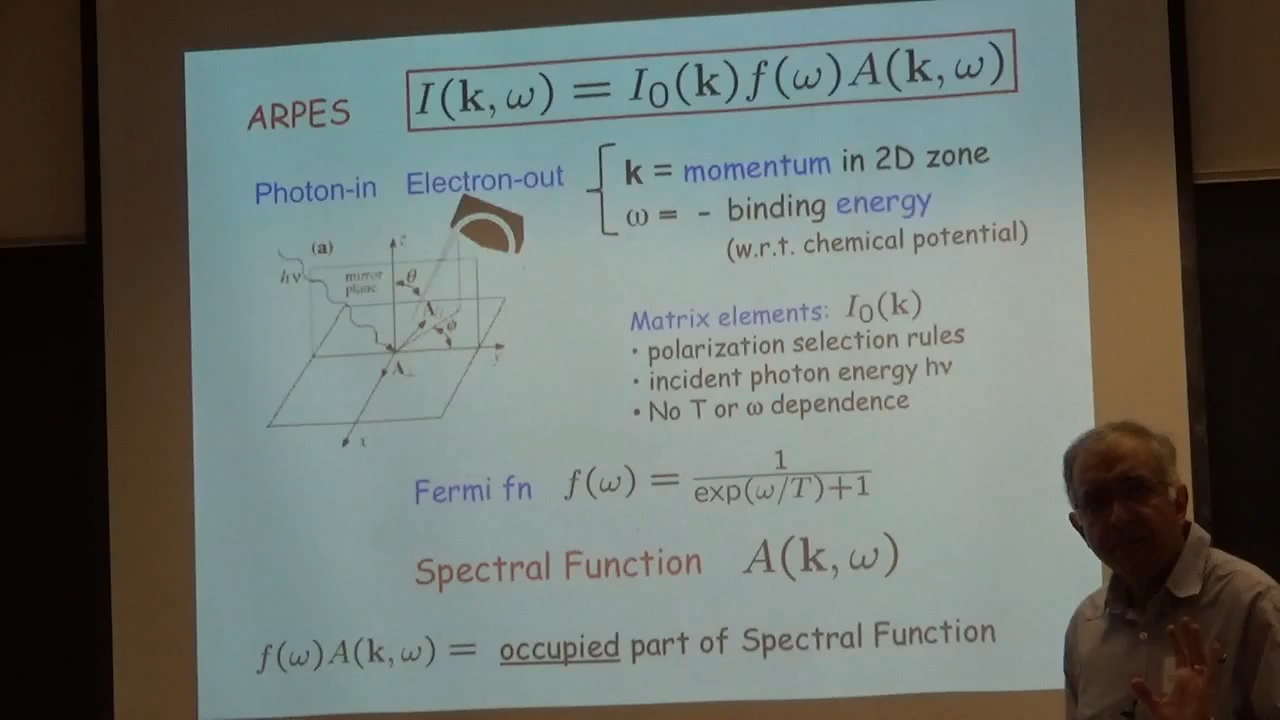 ARPES I(k, ω) = I₀(k) f(ω) A(k, ω)
Photon-in Electron-out
k = momentum in 2D zone
ω = - binding energy
(w.r.t. chemical potential)
(a)
z
hν
mirror
plane
θ
φ
y
x
Matrix elements: I₀(k)
• polarization selection rules
• incident photon energy hν
• No T or ω dependence
Fermi fn f(ω) = 1/(exp(ω/T)+1)
Spectral Function A(k, ω)
f(ω)A(k, ω) = occupied part of Spectral Function